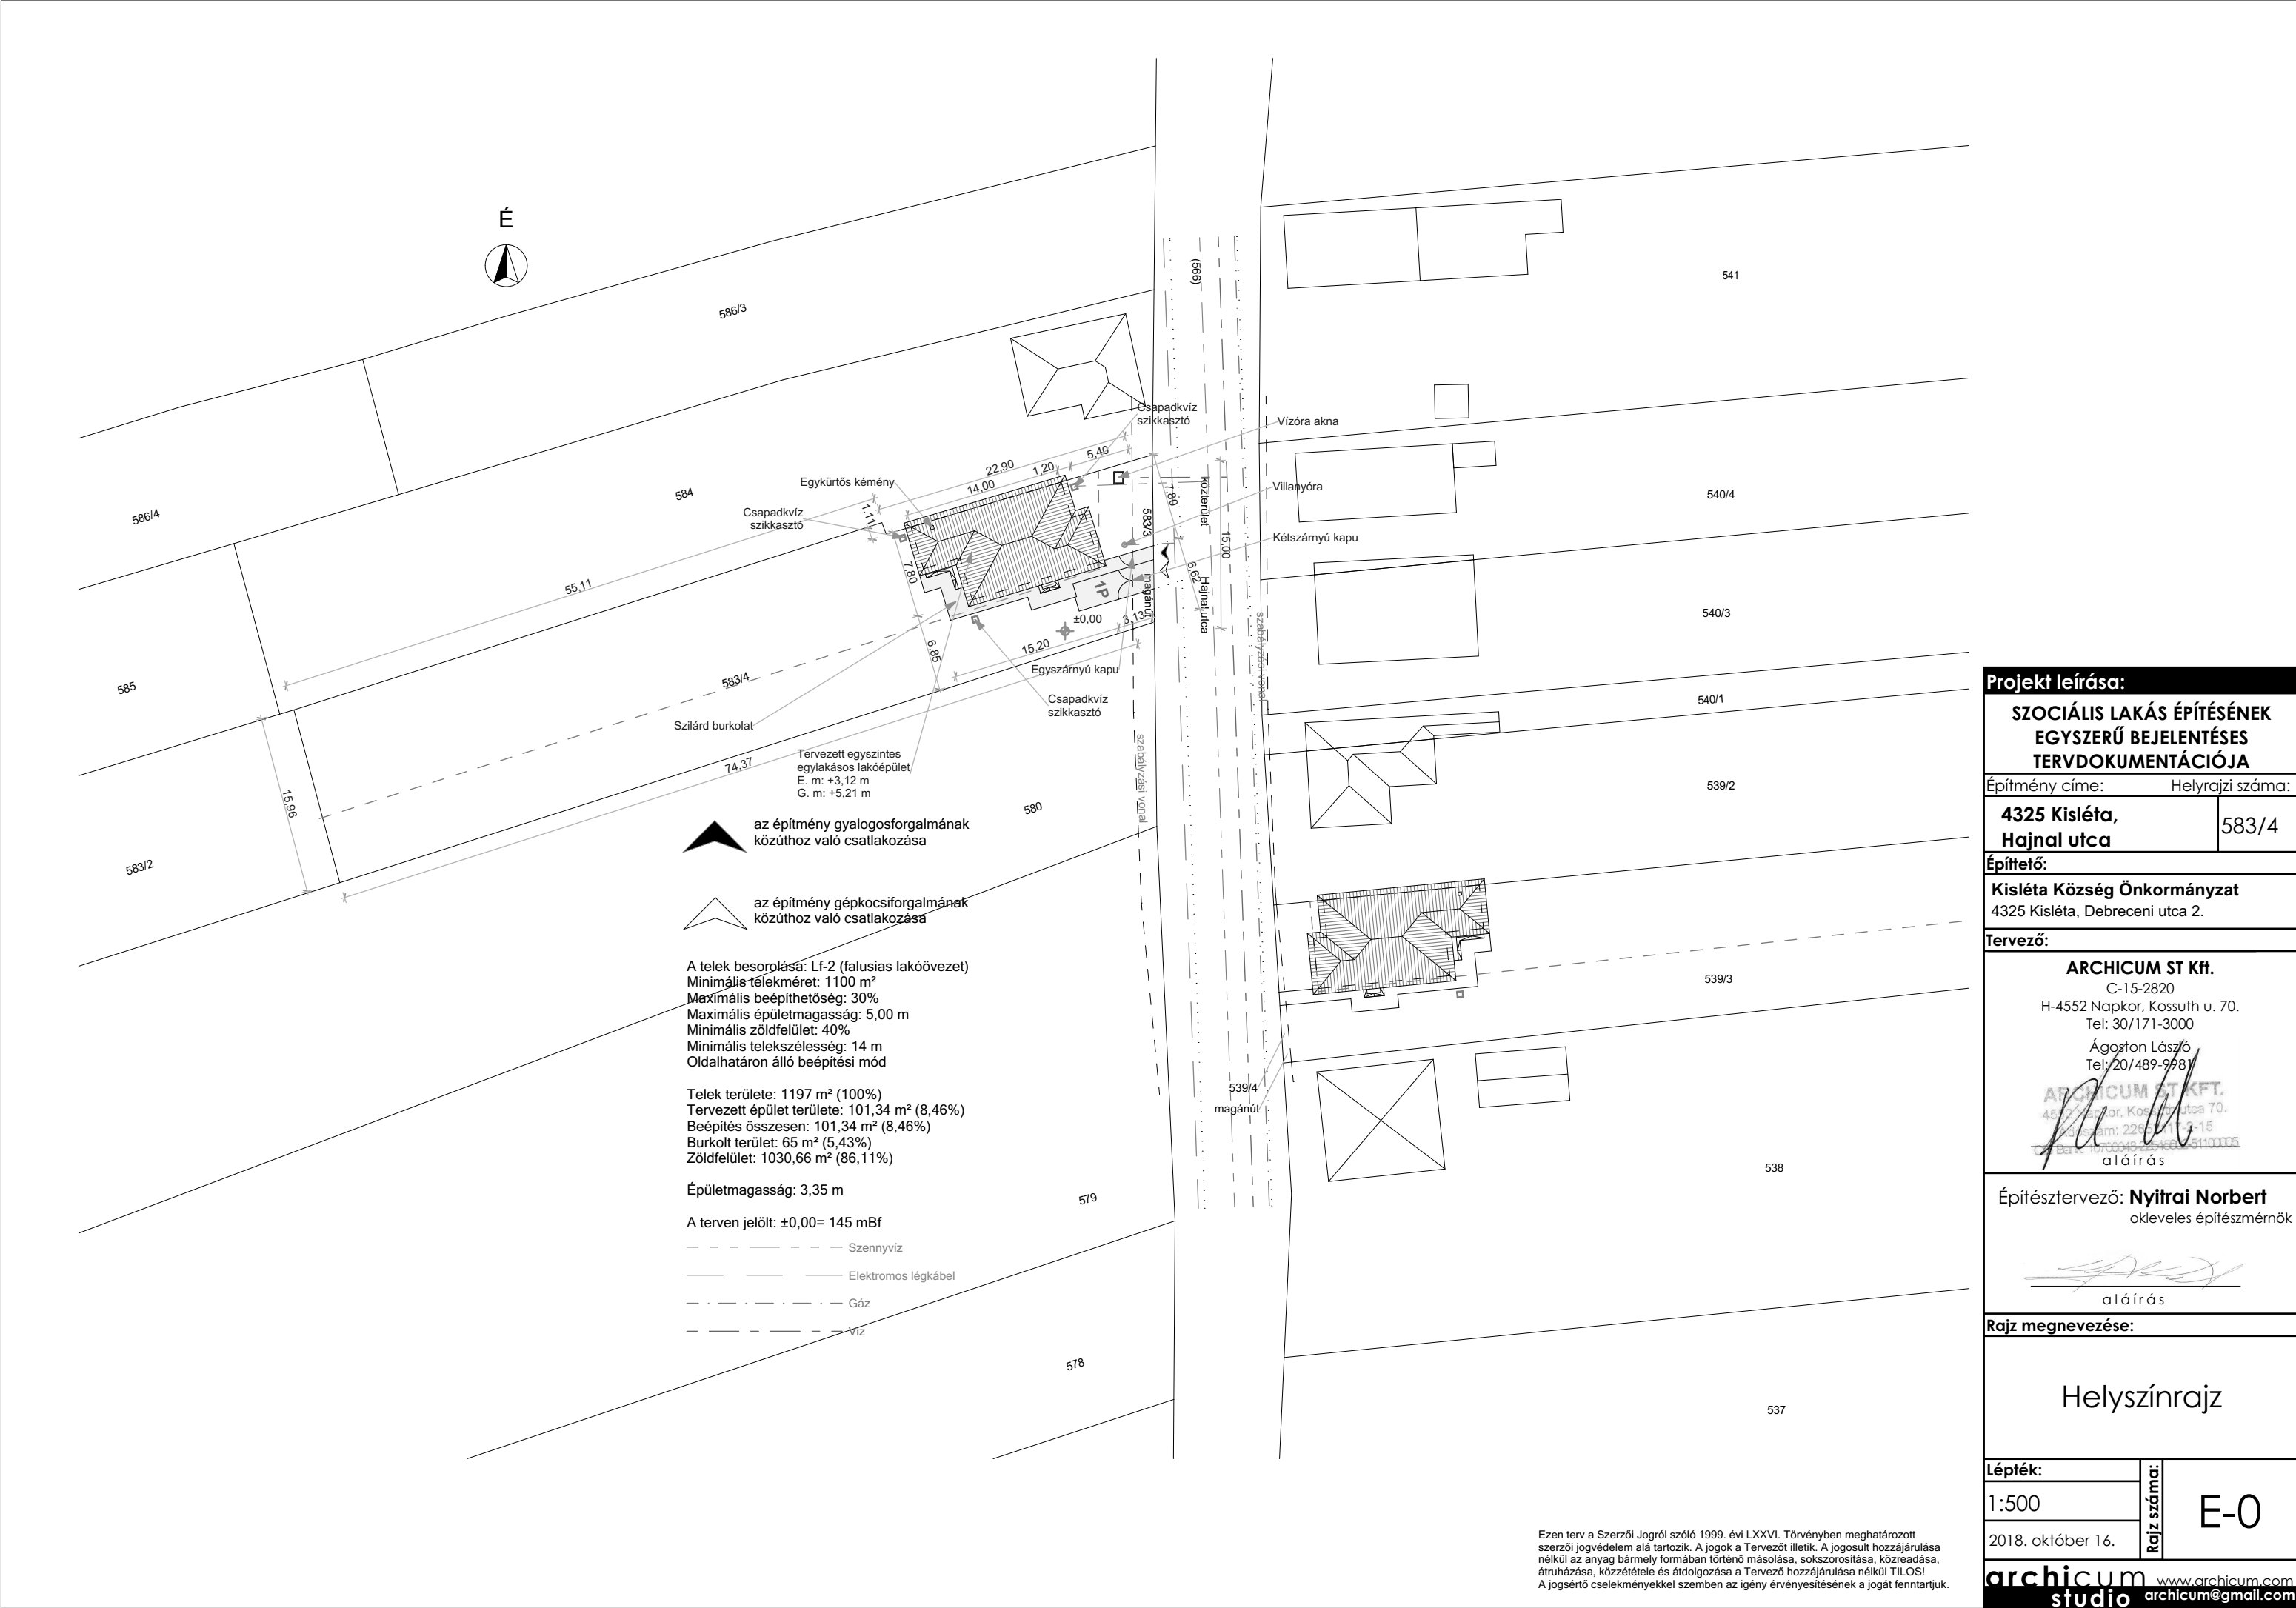 É
586/3
586/4
584
585
583/2
583/4
580
579
578
541
540/4
540/3
540/1
539/2
539/3
538
537
(566)
közterület
Hajnal utca
583/3
magánút
szabályzási vonal
szabályzási vonal
539/4
magánút
Csapadkvíz
szikkasztó
Vízóra akna
Villanyóra
Kétszárnyú kapu
Egykürtős kémény
Csapadkvíz
szikkasztó
22,90
1,20
5,40
14,00
1,11
7,80
7,80
15,00
6,62
55,11
6,85
15,20
3,13
1P
±0,00
74,37
15,96
Egyszárnyú kapu
Csapadkvíz
szikkasztó
Szilárd burkolat
Tervezett egyszintes
egylakásos lakóépület
E. m: +3,12 m
G. m: +5,21 m
az építmény gyalogosforgalmának
közúthoz való csatlakozása
az építmény gépkocsiforgalmának
közúthoz való csatlakozása
A telek besorolása: Lf-2 (falusias lakóövezet)
Minimális telekméret: 1100 m²
Maximális beépíthetőség: 30%
Maximális épületmagasság: 5,00 m
Minimális zöldfelület: 40%
Minimális telekszélesség: 14 m
Oldalhatáron álló beépítési mód
Telek területe: 1197 m² (100%)
Tervezett épület területe: 101,34 m² (8,46%)
Beépítés összesen: 101,34 m² (8,46%)
Burkolt terület: 65 m² (5,43%)
Zöldfelület: 1030,66 m² (86,11%)
Épületmagasság: 3,35 m
A terven jelölt: ±0,00= 145 mBf
Szennyvíz
Elektromos légkábel
Gáz
Víz
Ezen terv a Szerzői Jogról szóló 1999. évi LXXVI. Törvényben meghatározott
szerzői jogvédelem alá tartozik. A jogok a Tervezőt illetik. A jogosult hozzájárulása
nélkül az anyag bármely formában történő másolása, sokszorosítása, közreadása,
átruházása, közzététele és átdolgozása a Tervező hozzájárulása nélkül TILOS!
A jogsértő cselekményekkel szemben az igény érvényesítésének a jogát fenntartjuk.
Projekt leírása:
SZOCIÁLIS LAKÁS ÉPÍTÉSÉNEK
EGYSZERŰ BEJELENTÉSES
TERVDOKUMENTÁCIÓJA
Építmény címe: Helyrajzi száma:
4325 Kisléta,
Hajnal utca
583/4
Építtető:
Kisléta Község Önkormányzat
4325 Kisléta, Debreceni utca 2.
Tervező:
ARCHICUM ST Kft.
C-15-2820
H-4552 Napkor, Kossuth u. 70.
Tel: 30/171-3000
Ágoston László
Tel: 20/489-9981
ARCHICUM ST KFT.
4552 Napkor, Kossuth utca 70.
aláírás
Építésztervező: Nyitrai Norbert
okleveles építészmérnök
aláírás
Rajz megnevezése:
Helyszínrajz
Lépték:
1:500
2018. október 16.
Rajz száma:
E-0
archicum
studio
www.archicum.com
archicum@gmail.com